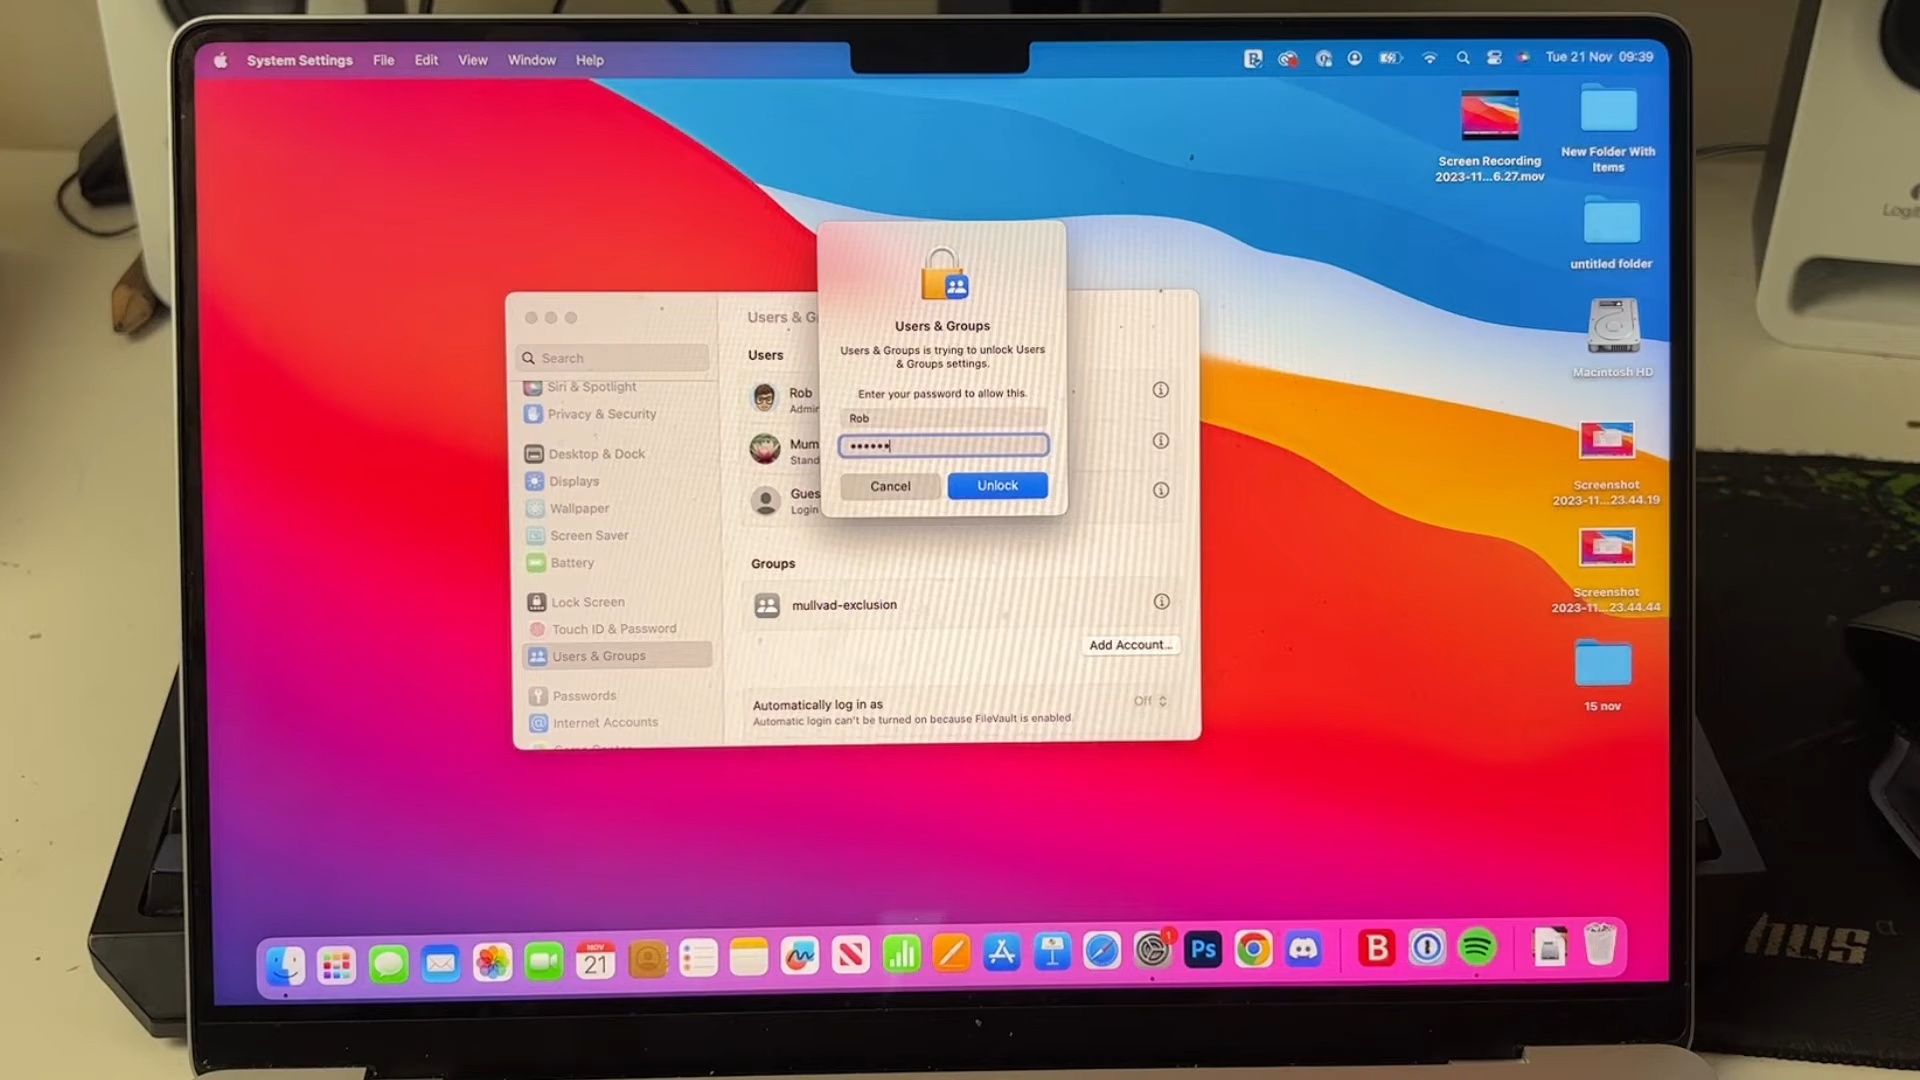 System Settings File Edit View Window Help
Tue 21 Nov 09:39
Screen Recording
2023-11...6.27.mov
New Folder With
Items
untitled folder
Macintosh HD
Screenshot
2023-11...23.44.19
Screenshot
2023-11...23.44.44
15 nov
Users & Groups
Users & Groups is trying to unlock Users
& Groups settings.
Enter your password to allow this.
Rob
Cancel
Unlock
Search
Siri & Spotlight
Privacy & Security
Desktop & Dock
Displays
Wallpaper
Screen Saver
Battery
Lock Screen
Touch ID & Password
Users & Groups
Passwords
Internet Accounts
Users &
Users
Rob
Mum
Login
Groups
mullvad-exclusion
Add Account...
Automatically log in as
Off
Automatic login can't be turned on because FileVault is enabled.
NOV
21
1
Ps
B